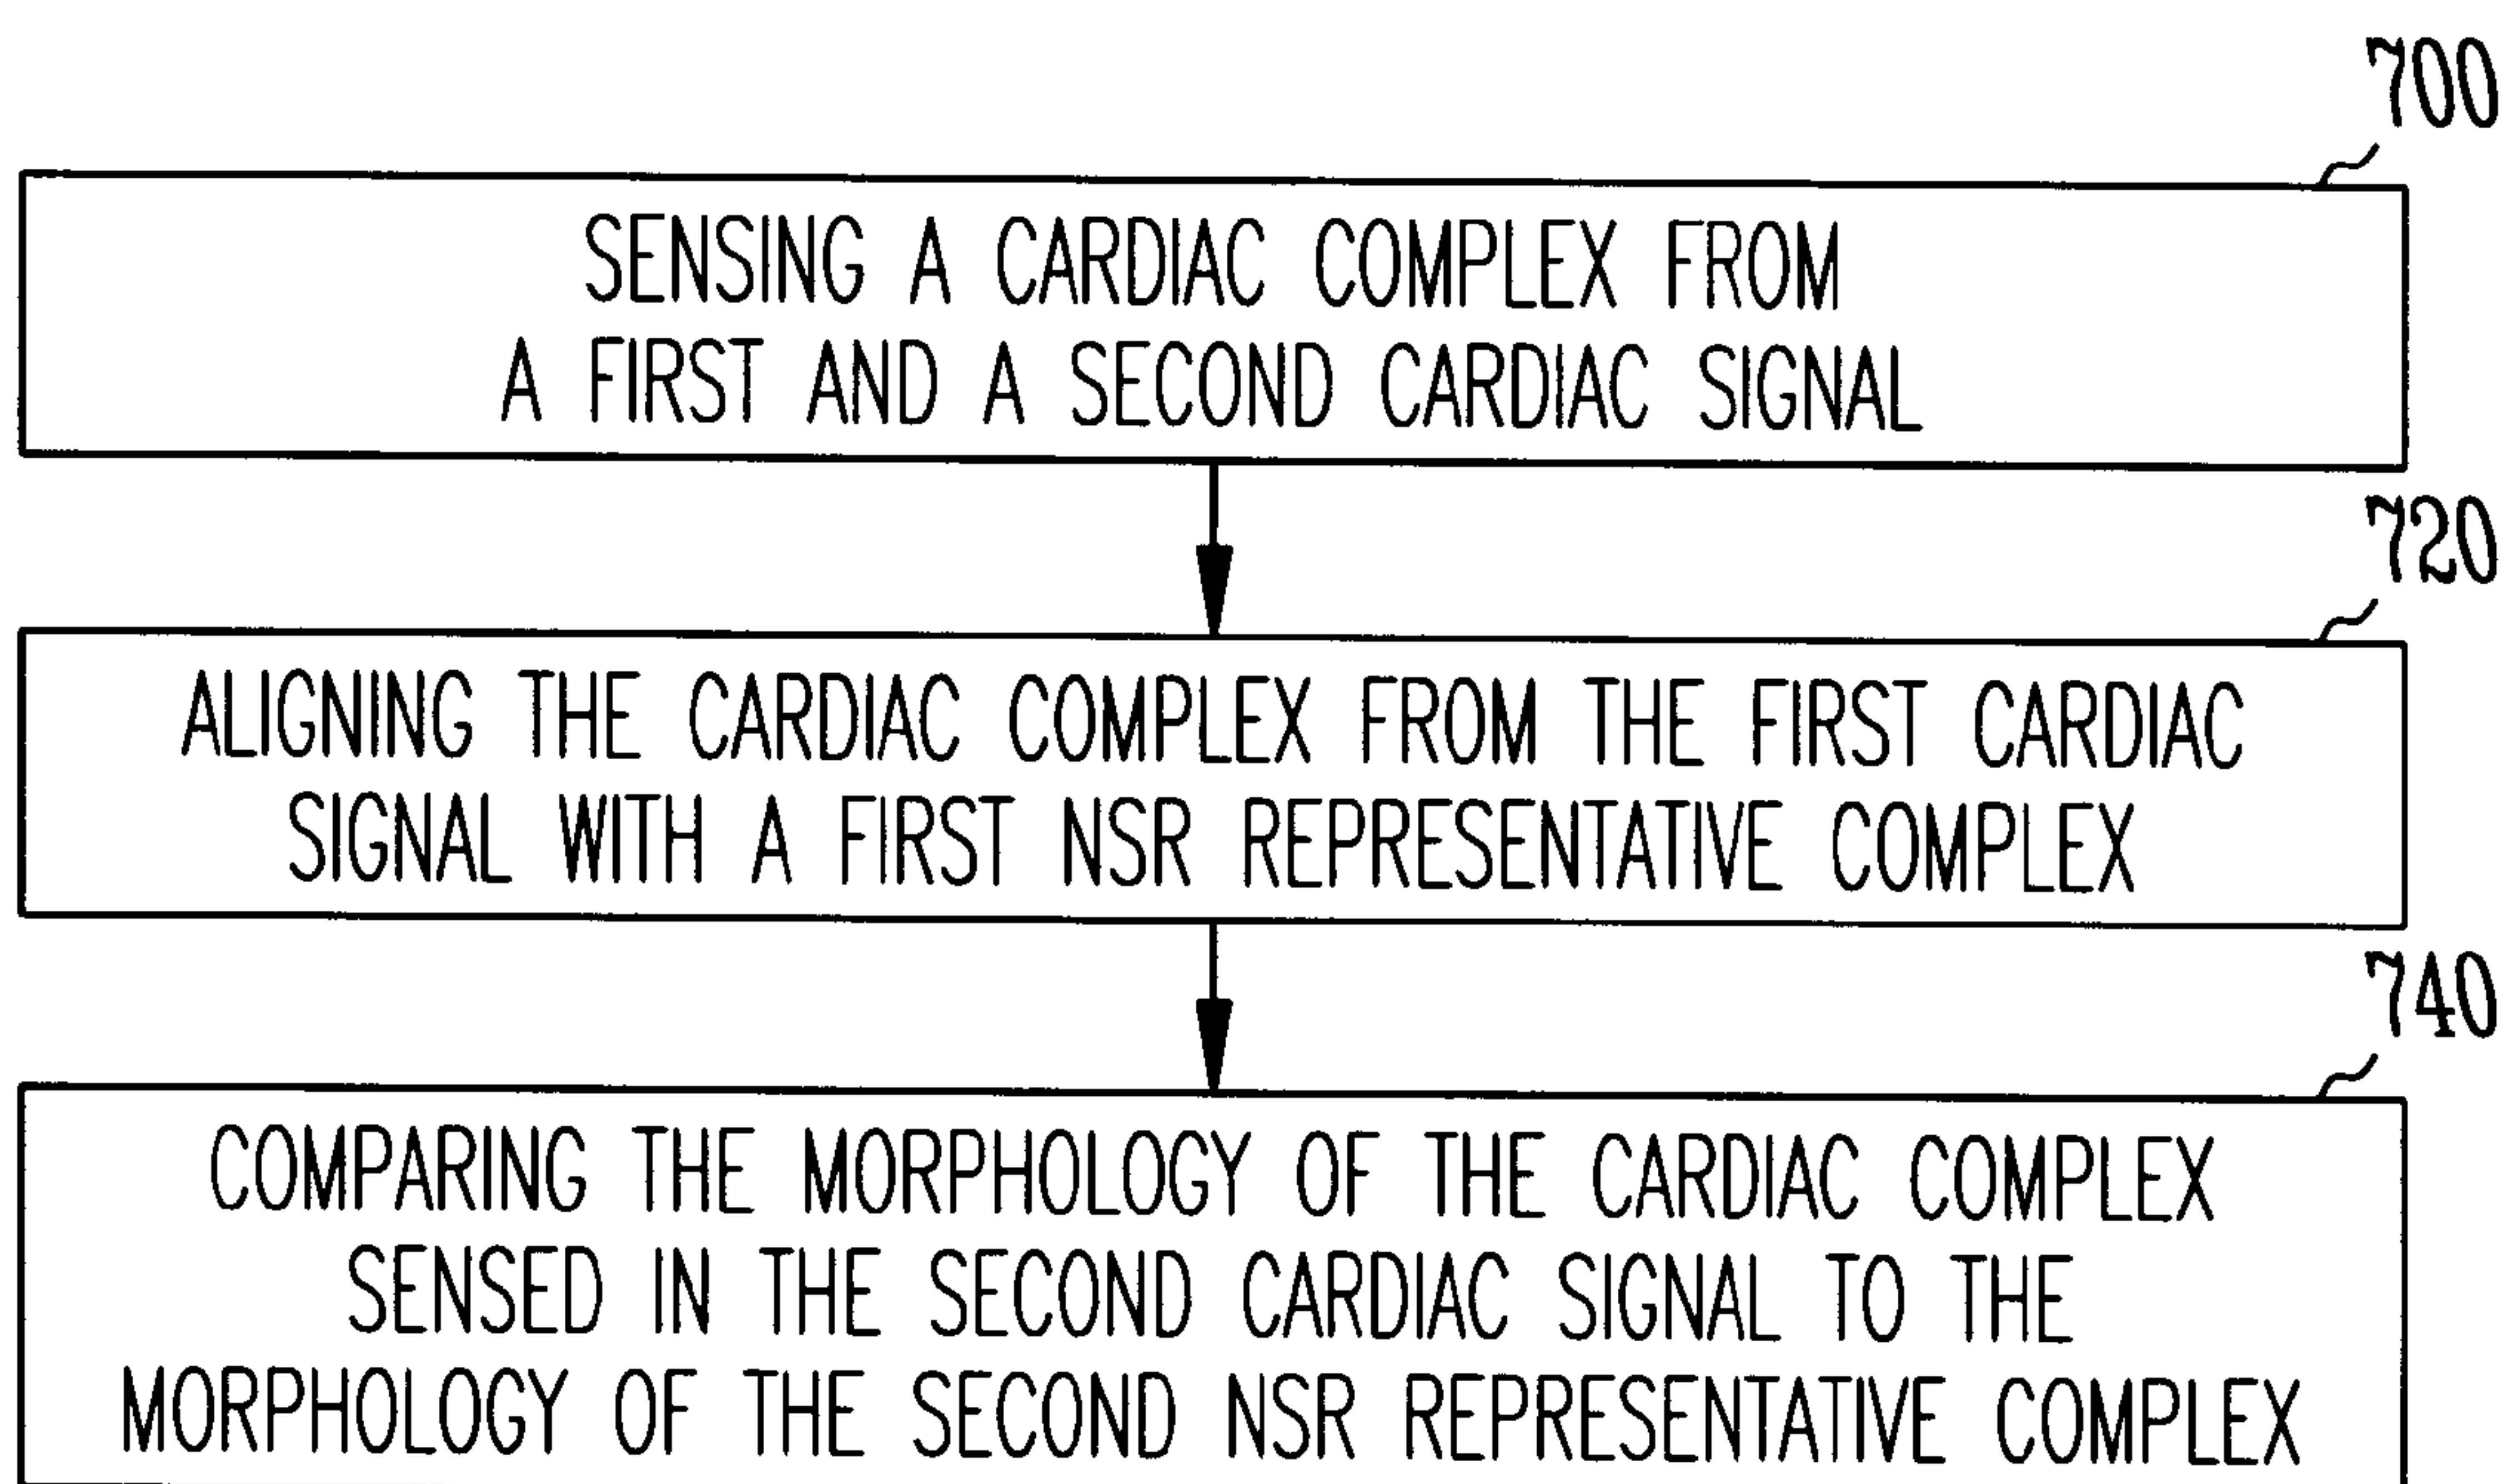 700
SENSING A CARDIAC COMPLEX FROM
A FIRST AND A SECOND CARDIAC SIGNAL
720
ALIGNING THE CARDIAC COMPLEX FROM THE FIRST CARDIAC
SIGNAL WITH A FIRST NSR REPRESENTATIVE COMPLEX
740
COMPARING THE MORPHOLOGY OF THE CARDIAC COMPLEX
SENSED IN THE SECOND CARDIAC SIGNAL TO THE
MORPHOLOGY OF THE SECOND NSR REPRESENTATIVE COMPLEX